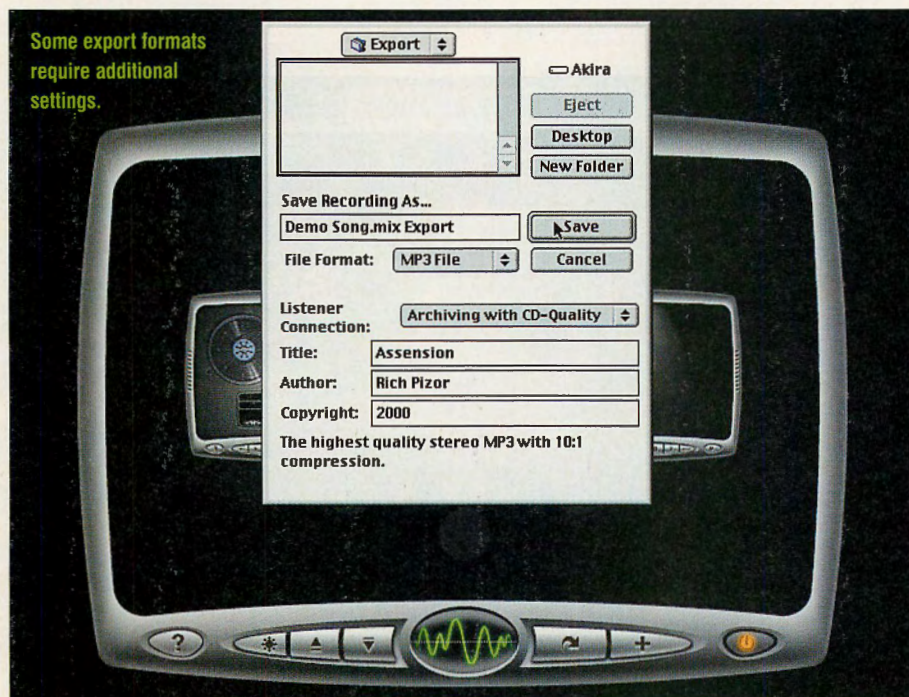 Some export formats
require additional
settings.
Export
Akira
Eject
Desktop
New Folder
Save Recording As...
Demo Song.mix Export
Save
File Format: MP3 File
Cancel
Listener
Connection: Archiving with CD-Quality
Title: Assension
Author: Rich Pizor
Copyright: 2000
The highest quality stereo MP3 with 10:1
compression.
?